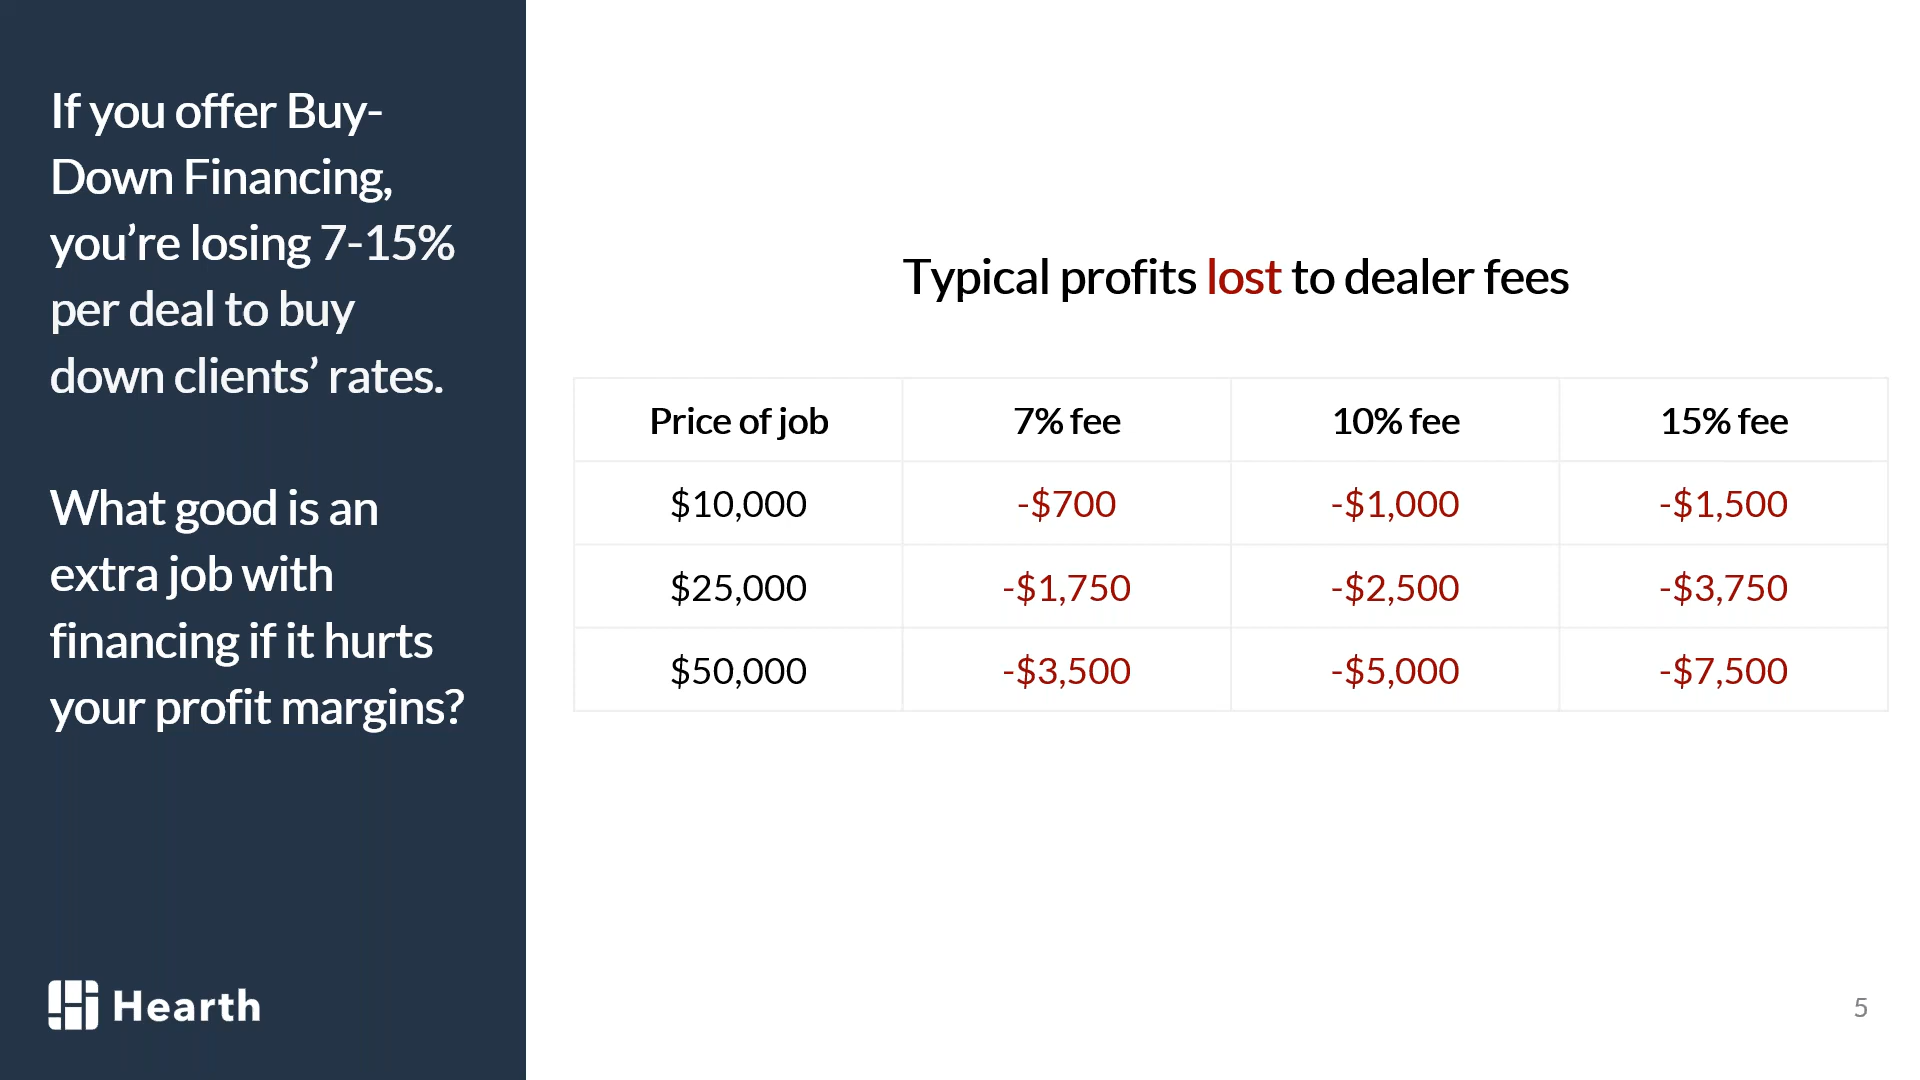 If you offer Buy-
Down Financing,
you’re losing 7-15%
per deal to buy
down clients’ rates.
What good is an
extra job with
financing if it hurts
your profit margins?
Hearth
Typical profits lost to dealer fees
Price of job 7% fee 10% fee 15% fee
$10,000 -$700 -$1,000 -$1,500
$25,000 -$1,750 -$2,500 -$3,750
$50,000 -$3,500 -$5,000 -$7,500
5